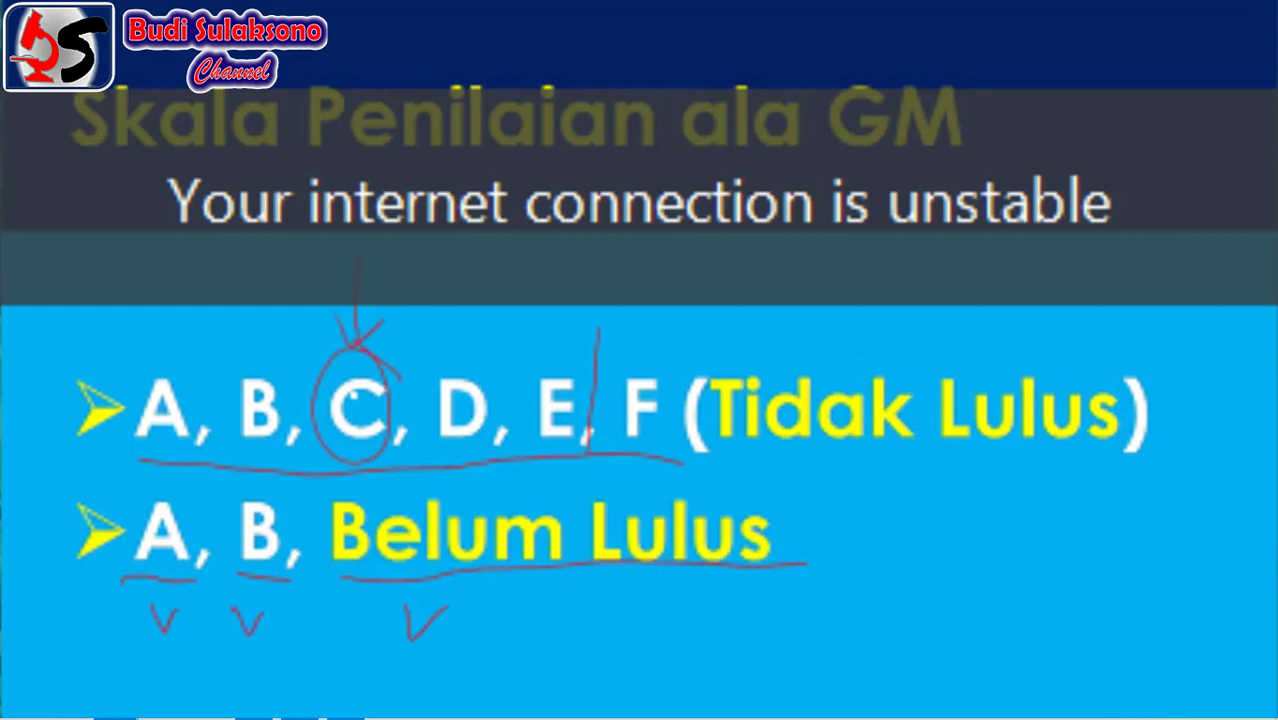 Budi Sulaksono
Channel
Skala Penilaian ala GM
Your internet connection is unstable
A, B, C, D, E, F (Tidak Lulus)
A, B, Belum Lulus
V V V